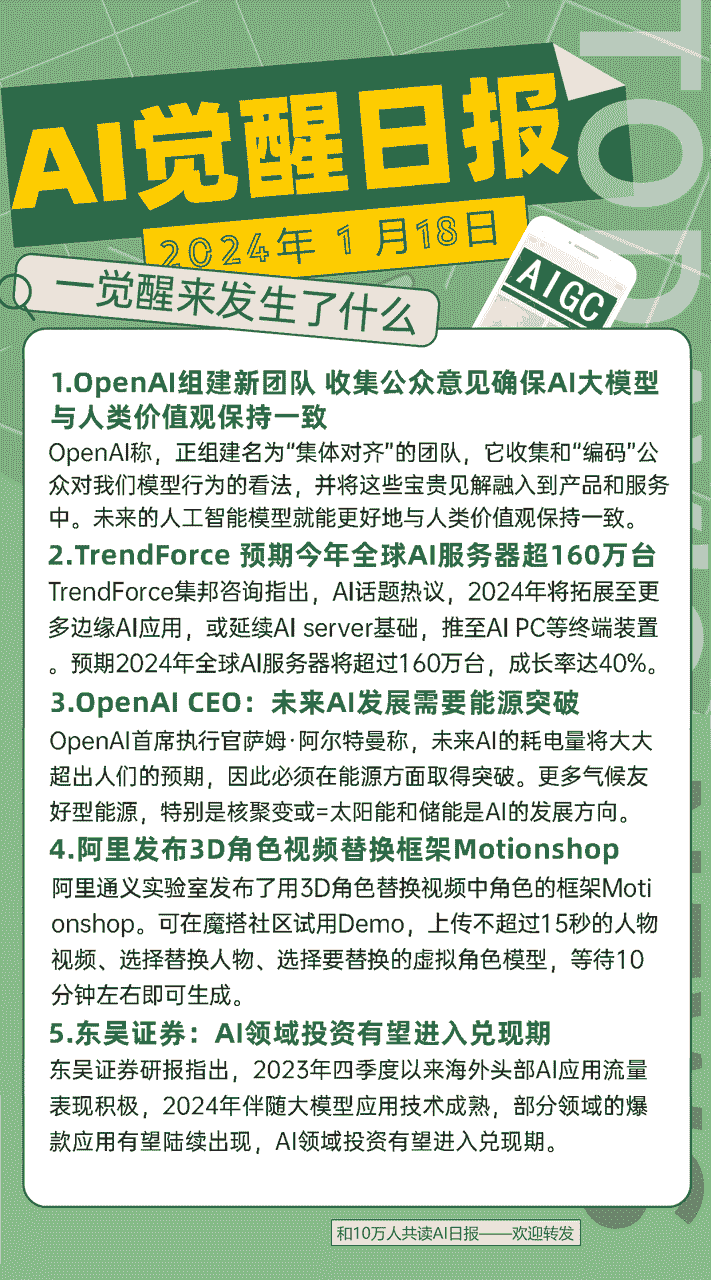 AI觉醒日报
2024年 1 月18日
一觉醒来发生了什么
AIGC
1.OpenAI组建新团队 收集公众意见确保AI大模型
与人类价值观保持一致
OpenAI称，正组建名为“集体对齐”的团队，它收集和“编码”公
众对我们模型行为的看法，并将这些宝贵见解融入到产品和服务
中。未来的人工智能模型就能更好地与人类价值观保持一致。
2.TrendForce 预期今年全球AI服务器超160万台
TrendForce集邦咨询指出，AI话题热议，2024年将拓展至更
多边缘AI应用，或延续AI server基础，推至AI PC等终端装置
。预期2024年全球AI服务器将超过160万台，成长率达40%。
3.OpenAI CEO：未来AI发展需要能源突破
OpenAI首席执行官萨姆·阿尔特曼称，未来AI的耗电量将大大
超出人们的预期，因此必须在能源方面取得突破。更多气候友
好型能源，特别是核聚变或=太阳能和储能是AI的发展方向。
4.阿里发布3D角色视频替换框架Motionshop
阿里通义实验室发布了用3D角色替换视频中角色的框架Moti
onshop。可在魔搭社区试用Demo，上传不超过15秒的人物
视频、选择替换人物、选择要替换的虚拟角色模型，等待10
分钟左右即可生成。
5.东吴证券：AI领域投资有望进入兑现期
东吴证券研报指出，2023年四季度以来海外头部AI应用流量
表现积极，2024年伴随大模型应用技术成熟，部分领域的爆
款应用有望陆续出现，AI领域投资有望进入兑现期。
和10万人共读AI日报——欢迎转发